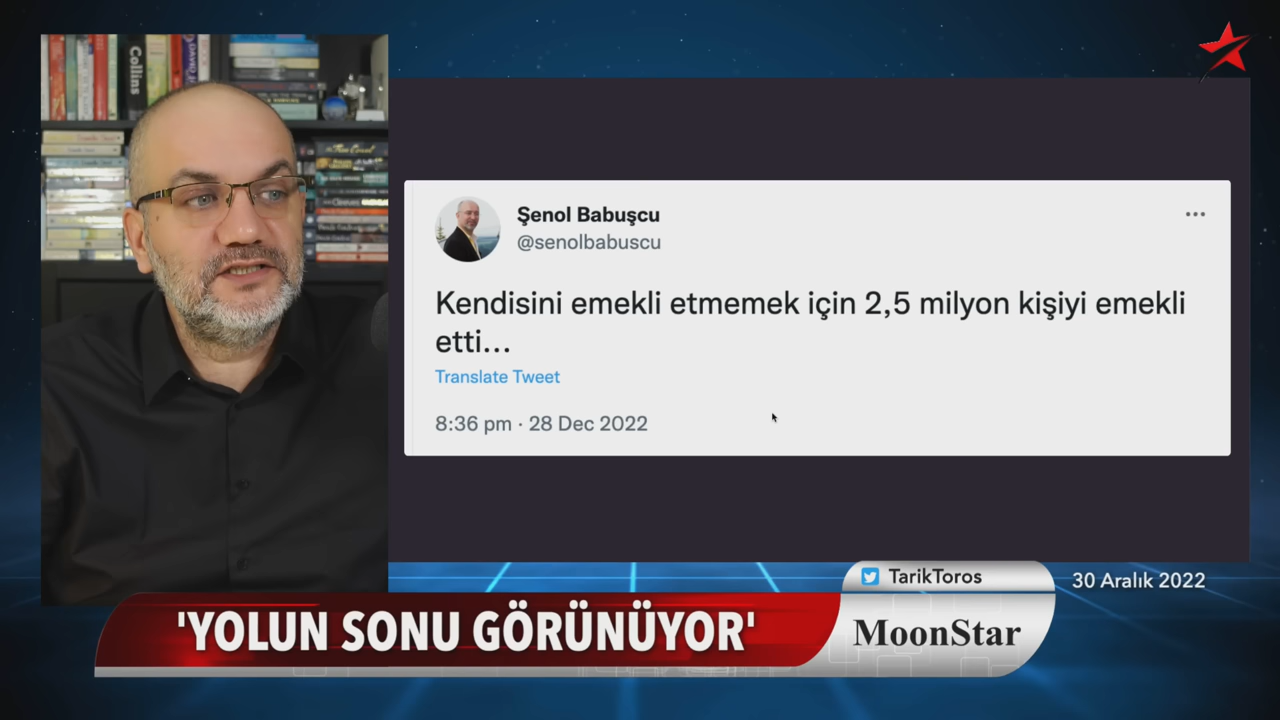 Collins
Şenol Babuşcu
@senolbabuscu
Kendisini emekli etmemek için 2,5 milyon kişiyi emekli
etti...
Translate Tweet
8:36 pm · 28 Dec 2022
TarikToros
30 Aralık 2022
'YOLUN SONU GÖRÜNÜYOR'
MoonStar